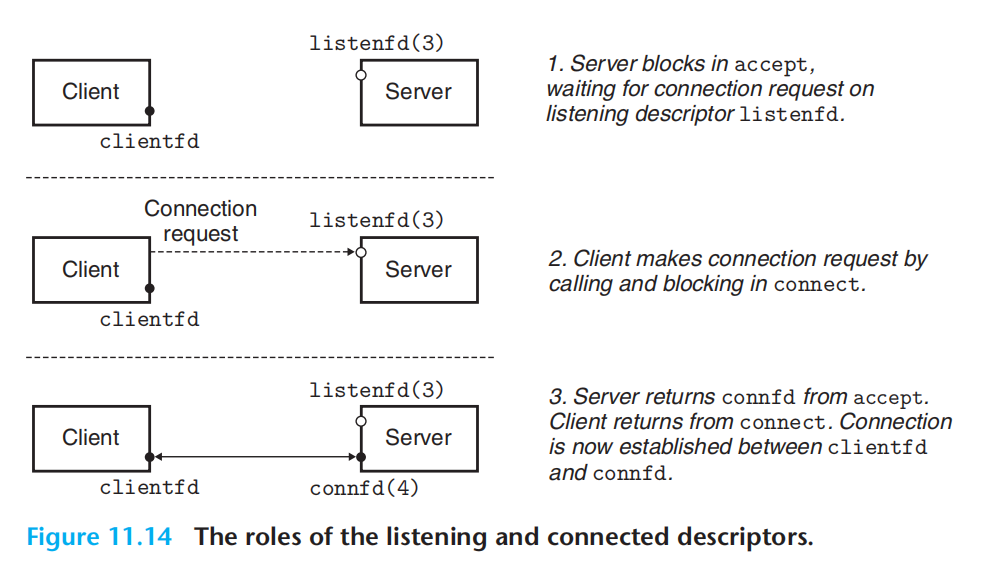 listenfd(3)
Client
Server
clientfd
1. Server blocks in accept,
waiting for connection request on
listening descriptor listenfd.
Connection
request
listenfd(3)
Client
Server
clientfd
2. Client makes connection request by
calling and blocking in connect.
listenfd(3)
Client
Server
clientfd
connfd(4)
3. Server returns connfd from accept.
Client returns from connect. Connection
is now established between clientfd
and connfd.
Figure 11.14 The roles of the listening and connected descriptors.